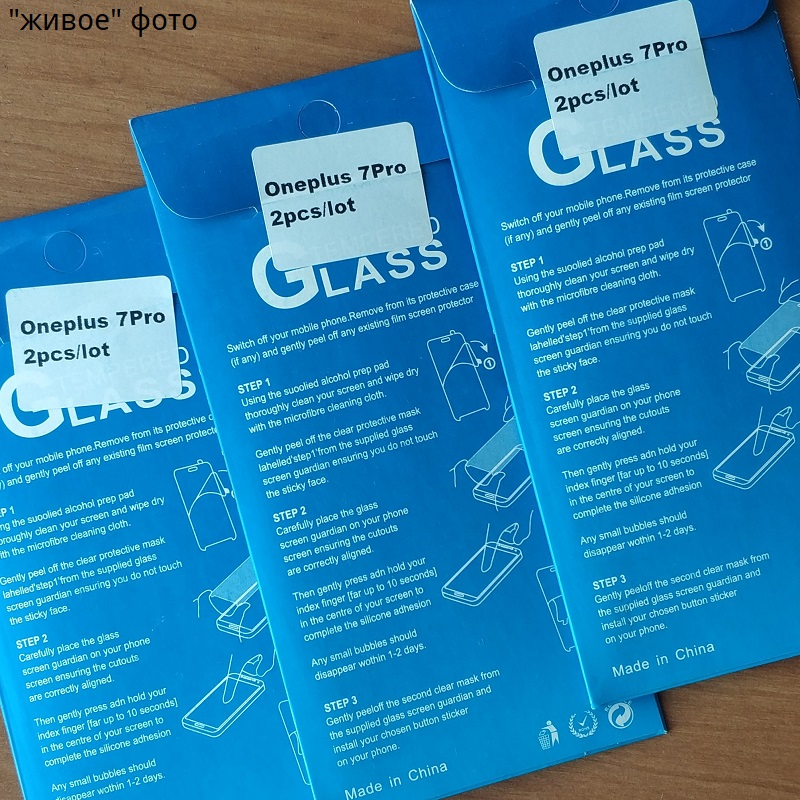 "живое" фото
Oneplus 7Pro
2pcs/lot
GLASS
off your mobile phone.Remove from its protective
and gently peel off any existing film screen
the suoolied alcohol prep pad
clean your screen and wipe dry
the microfibre cleaning cloth.
Gently peel off the clear protective mask
labelled'step1'from the supplied glass
screen guardian ensuring you do not touch
the sticky face.
STEP 2
Carefully place the glass
screen guardian on your phone
screen ensuring the cutouts
are correctly aligned.
Then gently press adn hold your
index finger [far up to 10 seconds]
in the centre of your screen to
complete the silicone adhesion
Any small bubbles should
disappear wothin 1-2 days.
Oneplus 7Pro
2pcs/lot
GLASS
Switch off your mobile phone.Remove from its protective case
(if any) and gently peel off any existing film screen protector
STEP 1
Using the suoolied alcohol prep pad
thoroughly clean your screen and wipe dry
with the microfibre cleaning cloth.
1
Gently peel off the clear protective mask
labelled'step1'from the supplied glass
screen guardian ensuring you do not touch
the sticky face.
STEP 2
Carefully place the glass
screen guardian on your phone
screen ensuring the cutouts
are correctly aligned.
Then gently press adn hold your
index finger [far up to 10 seconds]
in the centre of your screen to
complete the silicone adhesion
Any small bubbles should
disappear wothin 1-2 days.
STEP 3
Gently peeloff the second clear mask from
the supplied glass screen guardian and
install your chosen button sticker
on your phone.
Made in China
Oneplus 7Pro
2pcs/lot
GLASS
Switch off your mobile phone.Remove from its protective case
(if any) and gently peel off any existing film screen protector
STEP 1
Using the suoolied alcohol prep pad
thoroughly clean your screen and wipe dry
with the microfibre cleaning cloth.
1
Gently peel off the clear protective mask
labelled'step1'from the supplied glass
screen guardian ensuring you do not touch
the sticky face.
STEP 2
Carefully place the glass
screen guardian on your phone
screen ensuring the cutouts
are correctly aligned.
Then gently press adn hold your
index finger [far up to 10 seconds]
in the centre of your screen to
complete the silicone adhesion
Any small bubbles should
disappear wothin 1-2 days.
STEP 3
Gently peeloff the second clear mask from
the supplied glass screen guardian and
install your chosen button sticker
on your phone.
Made in China